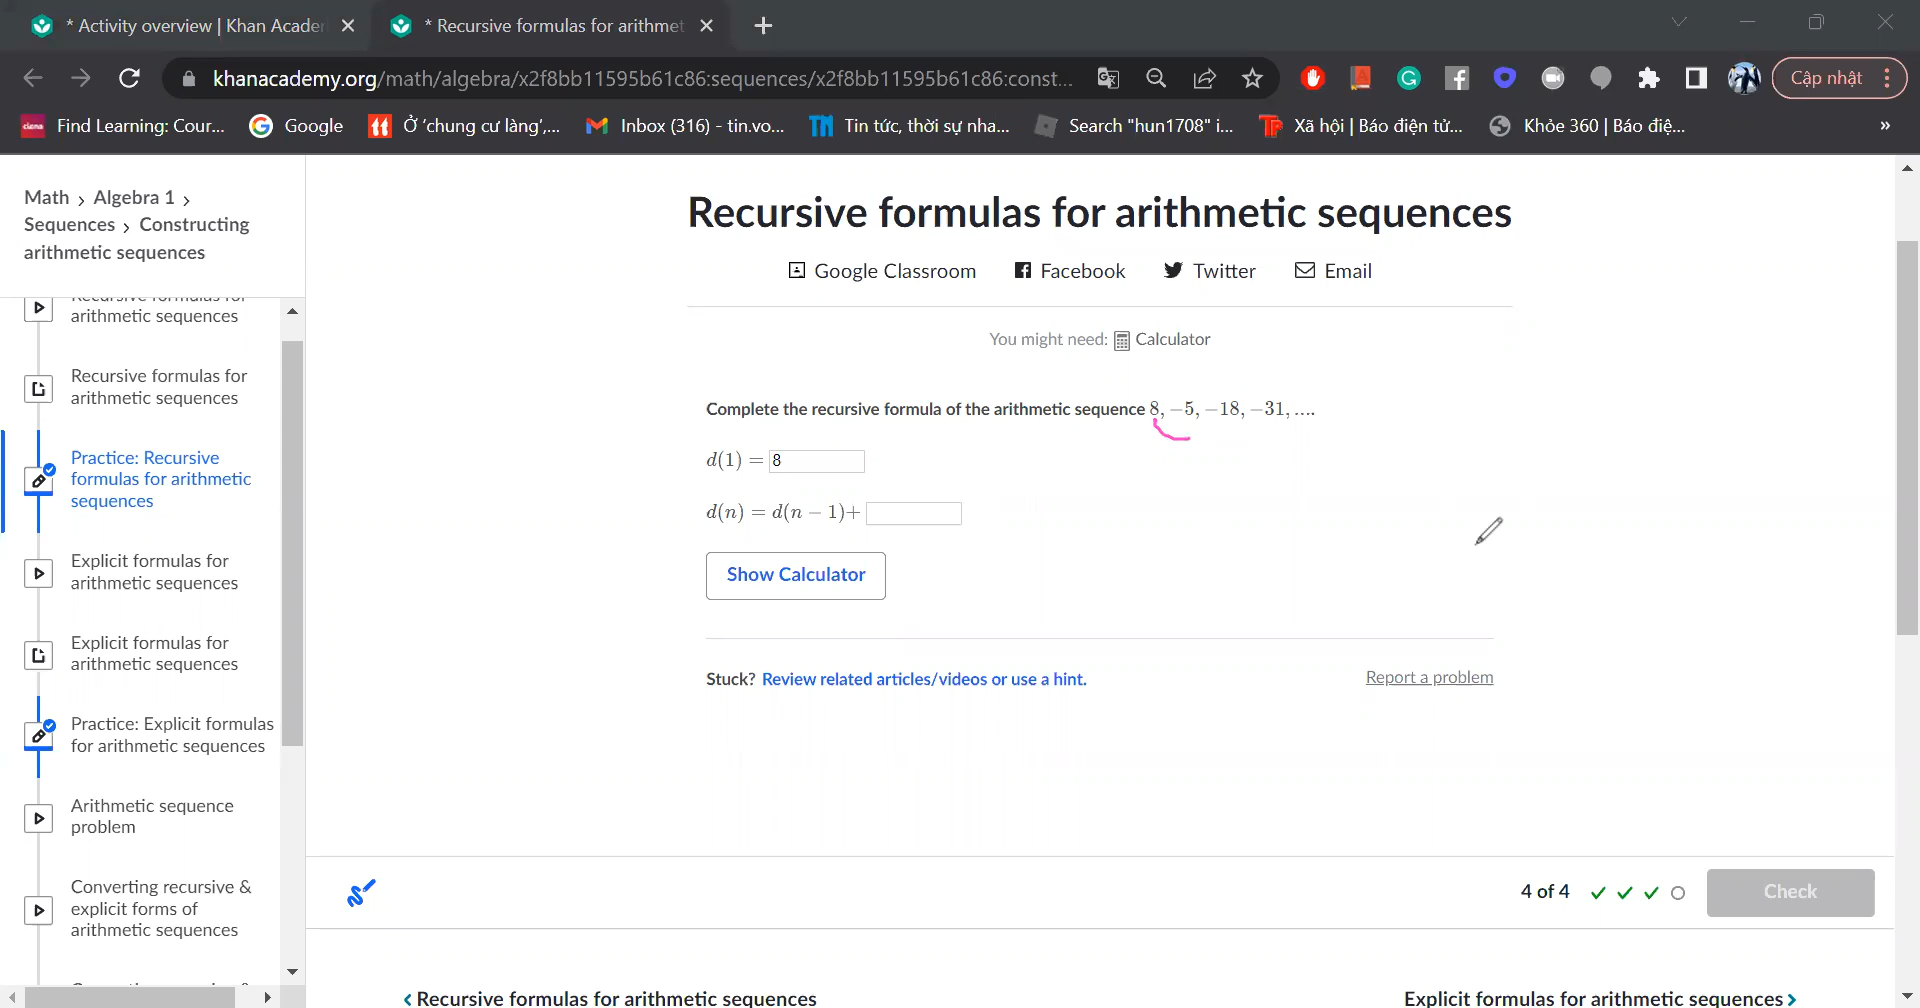 * Activity overview | Khan Acade
* Recursive formulas for arithmet
khanacademy.org/math/algebra/x2f8bb11595b61c86:sequences/x2f8bb11595b61c86:const...
Cập nhật
Find Learning: Cour...
Google
Ở 'chung cư làng',...
Inbox (316) - tin.vo...
Tin tức, thời sự nha...
Search "hun1708" i...
Xã hội | Báo điện tử...
Khỏe 360 | Báo điệ...
»
Math > Algebra 1 >
Sequences > Constructing
arithmetic sequences
Recursive formulas for
arithmetic sequences
Recursive formulas for
arithmetic sequences
Practice: Recursive
formulas for arithmetic
sequences
Explicit formulas for
arithmetic sequences
Explicit formulas for
arithmetic sequences
Practice: Explicit formulas
for arithmetic sequences
Arithmetic sequence
problem
Converting recursive &
explicit forms of
arithmetic sequences
Recursive formulas for arithmetic sequences
Google Classroom
Facebook
Twitter
Email
You might need: Calculator
Complete the recursive formula of the arithmetic sequence 8, −5, −18, −31, ....
d(1) = 8
d(n) = d(n − 1)+
Show Calculator
Stuck? Review related articles/videos or use a hint.
Report a problem
4 of 4
Check
< Recursive formulas for arithmetic sequences
Explicit formulas for arithmetic sequences >